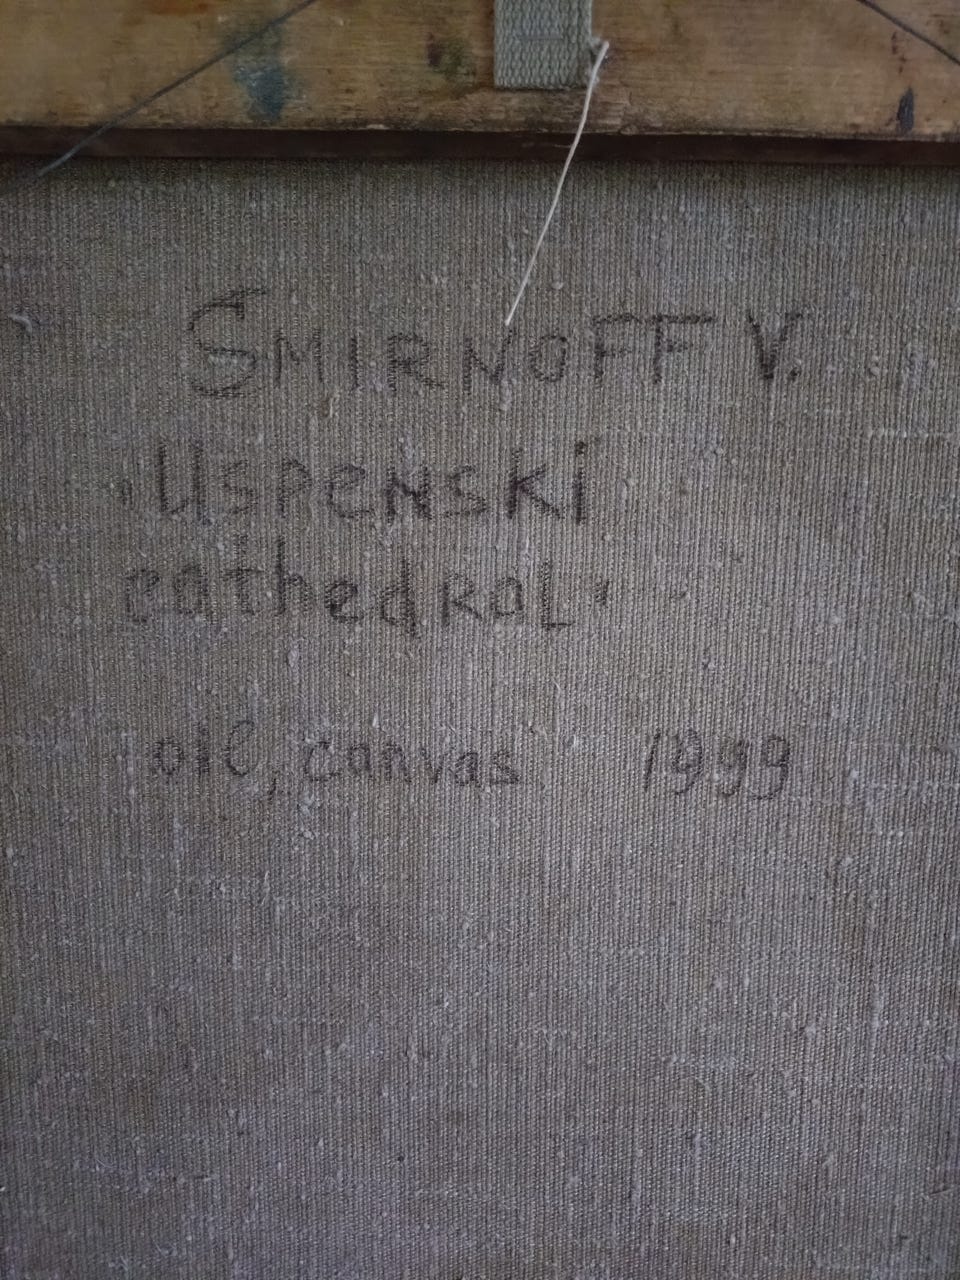 SMIRNOFF V.
Uspenski
cathedRaL.
oil, canvas 1999